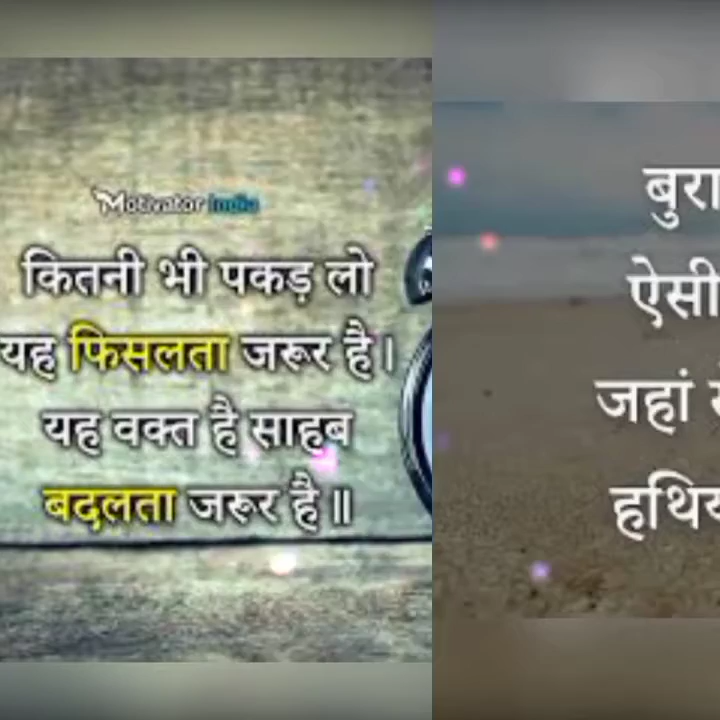 Motivator India
कितनी भी पकड़ लो
यह फिसलता जरूर है।
यह वक्त है साहब
बदलता जरूर है॥
बुरा
ऐसी
जहां